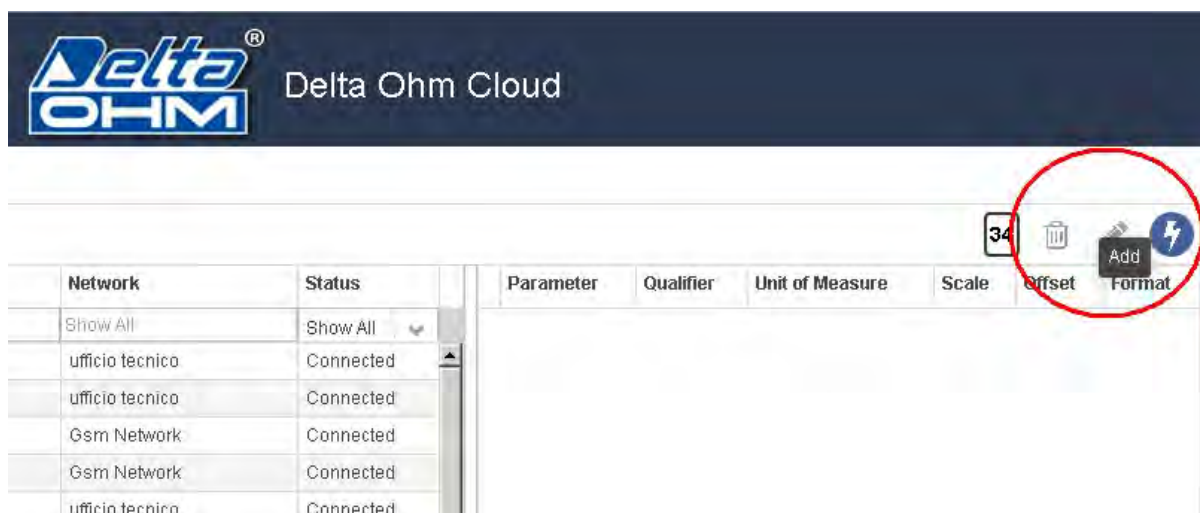 Delta ®
OHM
Delta Ohm Cloud
34
Add
Network Status Parameter Qualifier Unit of Measure Scale Offset Format
Show All Show All
ufficio tecnico Connected
ufficio tecnico Connected
Gsm Network Connected
Gsm Network Connected
ufficio tecnico Connected